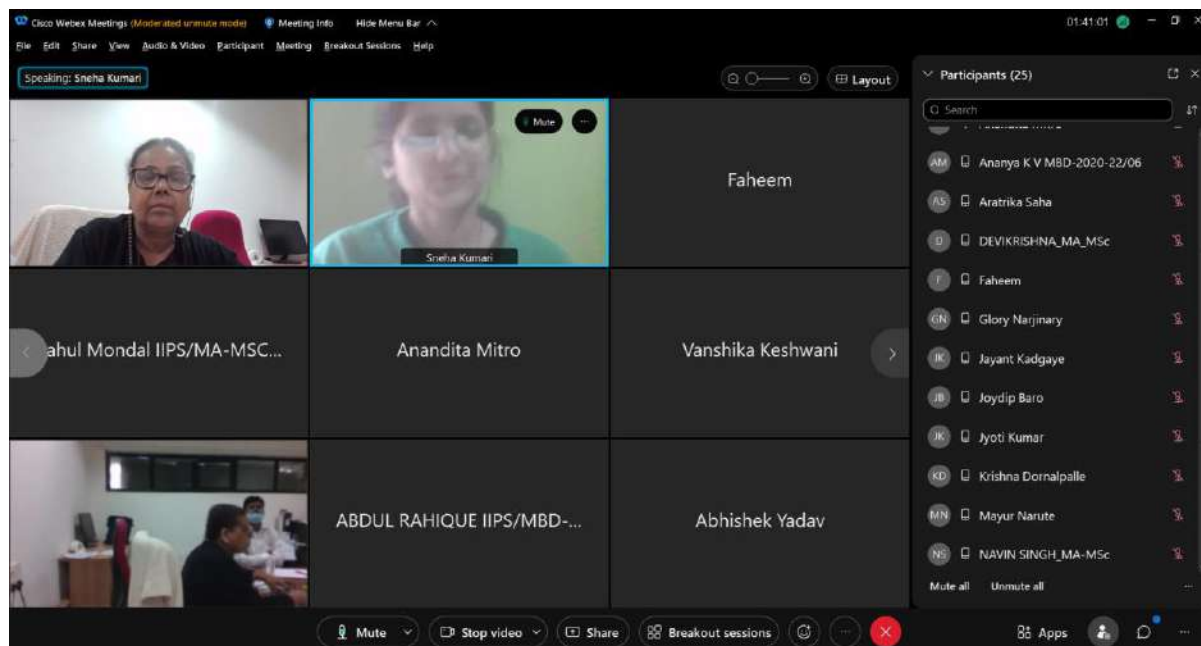 Cisco Webex Meetings (Moderated unmute mode) Meeting Info Hide Menu Bar 01:41:01
File Edit Share View Audio & Video Participant Meeting Breakout Sessions Help
Speaking: Sneha Kumari
Layout
Participants (25)
Search
Mute
Sneha Kumari
Faheem
AM Ananya K V MBD-2020-22/06
AS Aratrika Saha
D DEVIKRISHNA_MA_MSc
F Faheem
GN Glory Narjinary
JK Jayant Kadgaye
JB Joydip Baro
JK Jyoti Kumar
KD Krishna Dornalpalle
MN Mayur Narute
NS NAVIN SINGH_MA-MSc
Mute all Unmute all
ahul Mondal IIPS/MA-MSC...
Anandita Mitro
Vanshika Keshwani
ABDUL RAHIQUE IIPS/MBD-...
Abhishek Yadav
Mute Stop video Share Breakout sessions Apps